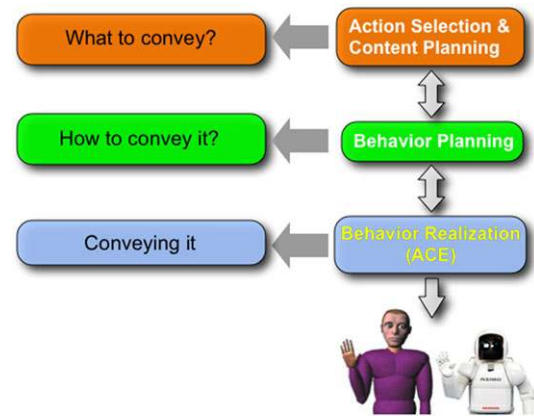 What to convey?
Action Selection &
Content Planning
How to convey it?
Behavior Planning
Conveying it
Behavior Realization
(ACE)